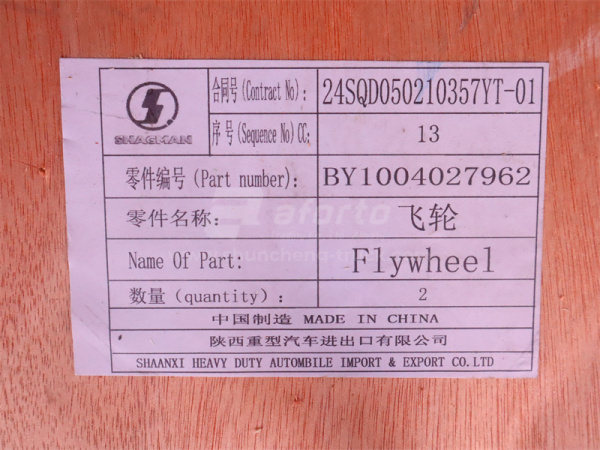 SHACMAN
合同号(Contract No): 24SQD050210357YT-01
序号(Sequence No)CC: 13
零件编号(Part number): BY1004027962
零件名称: 飞轮
Name Of Part: Flywheel
数量(quantity): 2
中国制造 MADE IN CHINA
陕西重型汽车进出口有限公司
SHAANXI HEAVY DUTY AUTOMBILE IMPORT & EXPORT CO.LTD
aforto